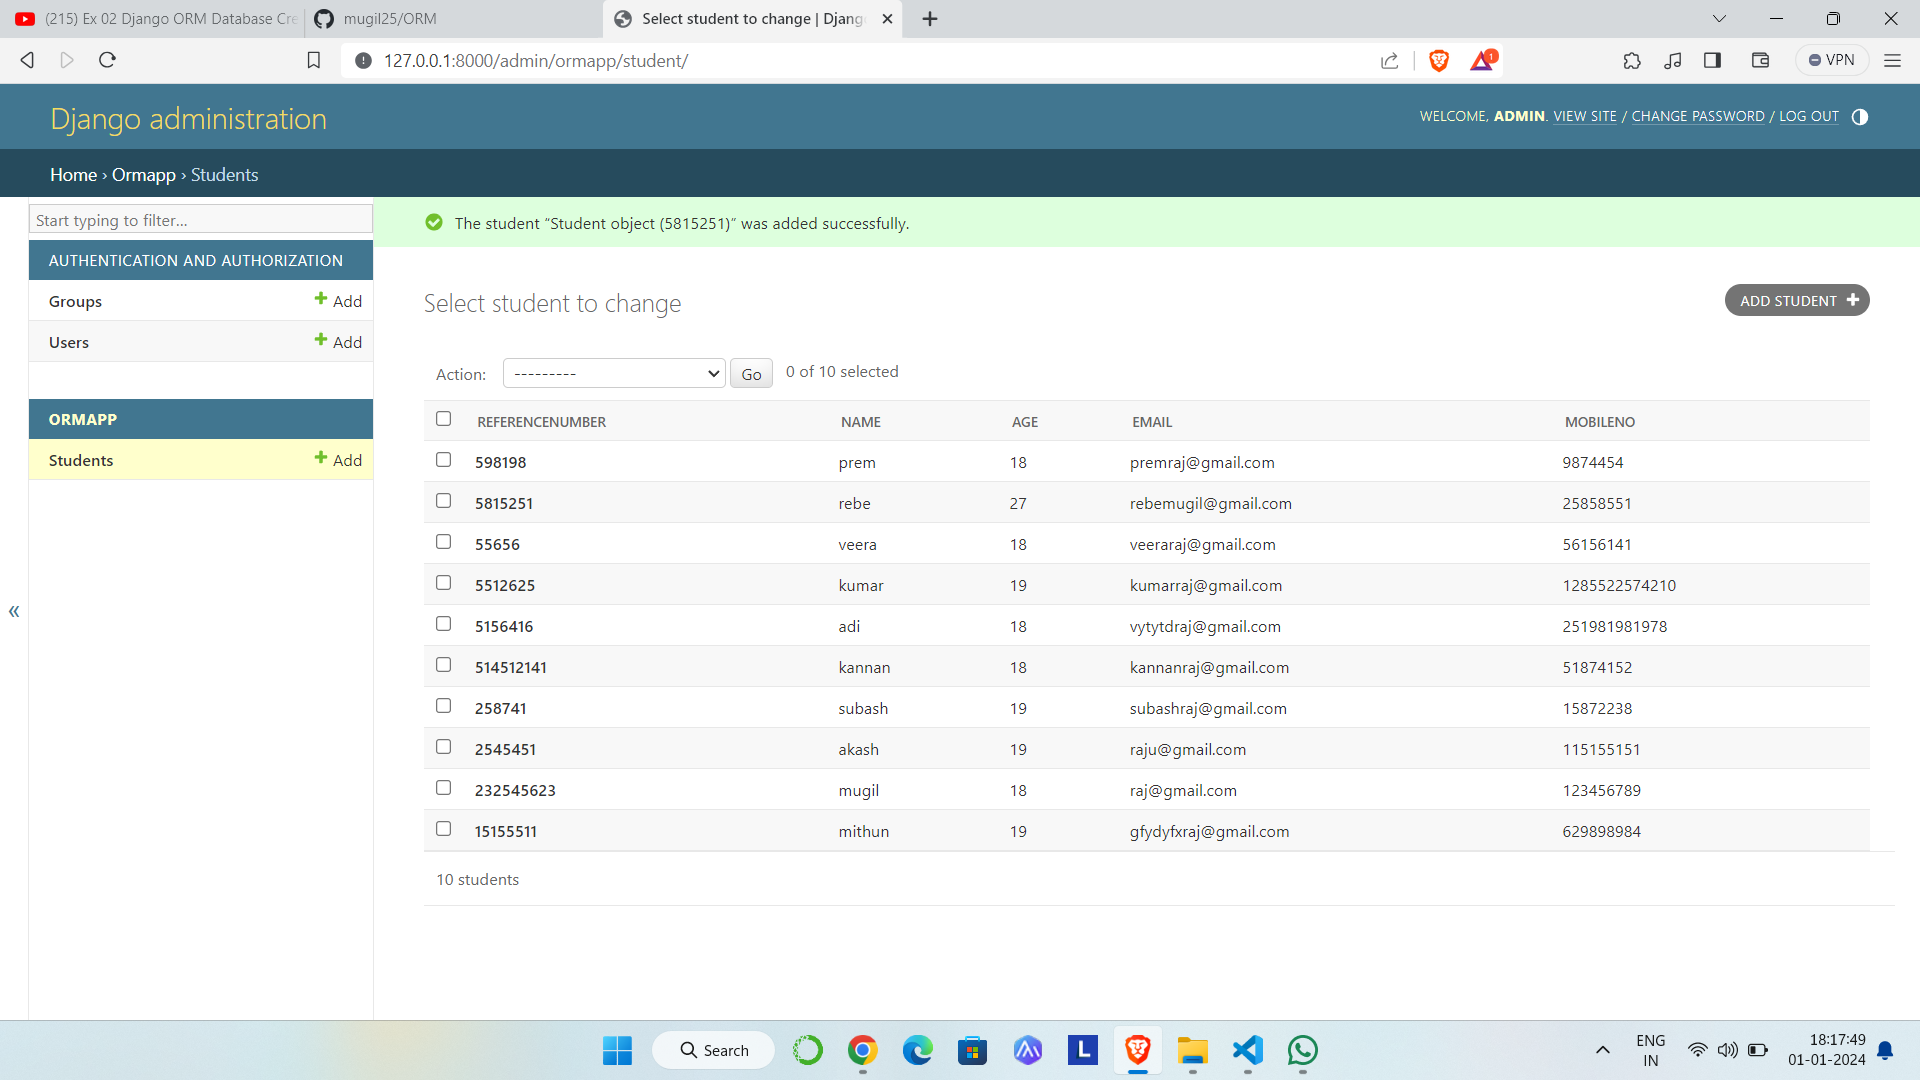 (215) Ex 02 Django ORM Database Cre
mugil25/ORM
Select student to change | Djang
127.0.0.1:8000/admin/ormapp/student/
1
VPN
Django administration
WELCOME, ADMIN. VIEW SITE / CHANGE PASSWORD / LOG OUT
Home › Ormapp › Students
Start typing to filter...
The student “Student object (5815251)” was added successfully.
AUTHENTICATION AND AUTHORIZATION
Groups Add
Users Add
ORMAPP
Students Add
«
Select student to change
ADD STUDENT
Action: --------- Go 0 of 10 selected
REFERENCENUMBER NAME AGE EMAIL MOBILENO
598198 prem 18 premraj@gmail.com 9874454
5815251 rebe 27 rebemugil@gmail.com 25858551
55656 veera 18 veeraraj@gmail.com 56156141
5512625 kumar 19 kumarraj@gmail.com 1285522574210
5156416 adi 18 vytytdraj@gmail.com 251981981978
514512141 kannan 18 kannanraj@gmail.com 51874152
258741 subash 19 subashraj@gmail.com 15872238
2545451 akash 19 raju@gmail.com 115155151
232545623 mugil 18 raj@gmail.com 123456789
15155511 mithun 19 gfydyfxraj@gmail.com 629898984
10 students
Search
L
ENG
IN
18:17:49
01-01-2024